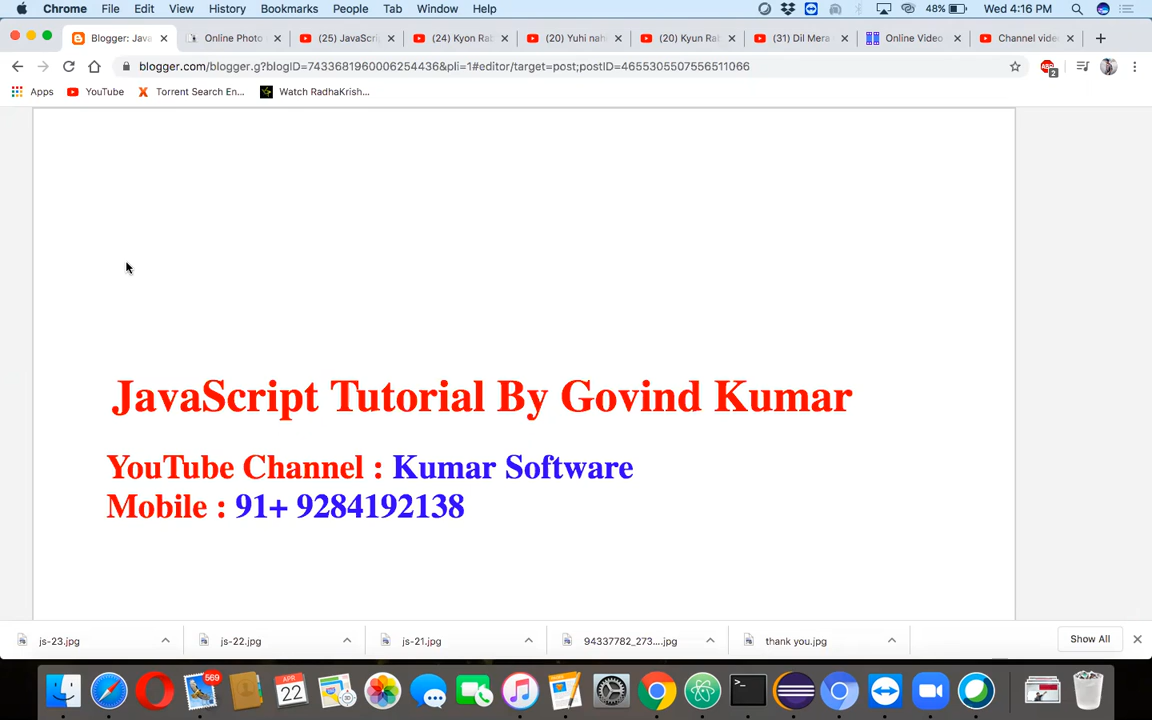 Chrome File Edit View History Bookmarks People Tab Window Help 48% Wed 4:16 PM
Blogger: Java Online Photo (25) JavaScri (24) Kyon Ra (20) Yuhi nah (20) Kyun Ra (31) Dil Mera Online Video Channel vide
blogger.com/blogger.g?blogID=7433681960006254436&pli=1#editor/target=post;postID=4655305507556511066
ABP 2
Apps YouTube Torrent Search En... Watch RadhaKrish...
JavaScript Tutorial By Govind Kumar
YouTube Channel : Kumar Software
Mobile : 91+ 9284192138
js-23.jpg js-22.jpg js-21.jpg 94337782_273....jpg thank you.jpg Show All
569 APR 22